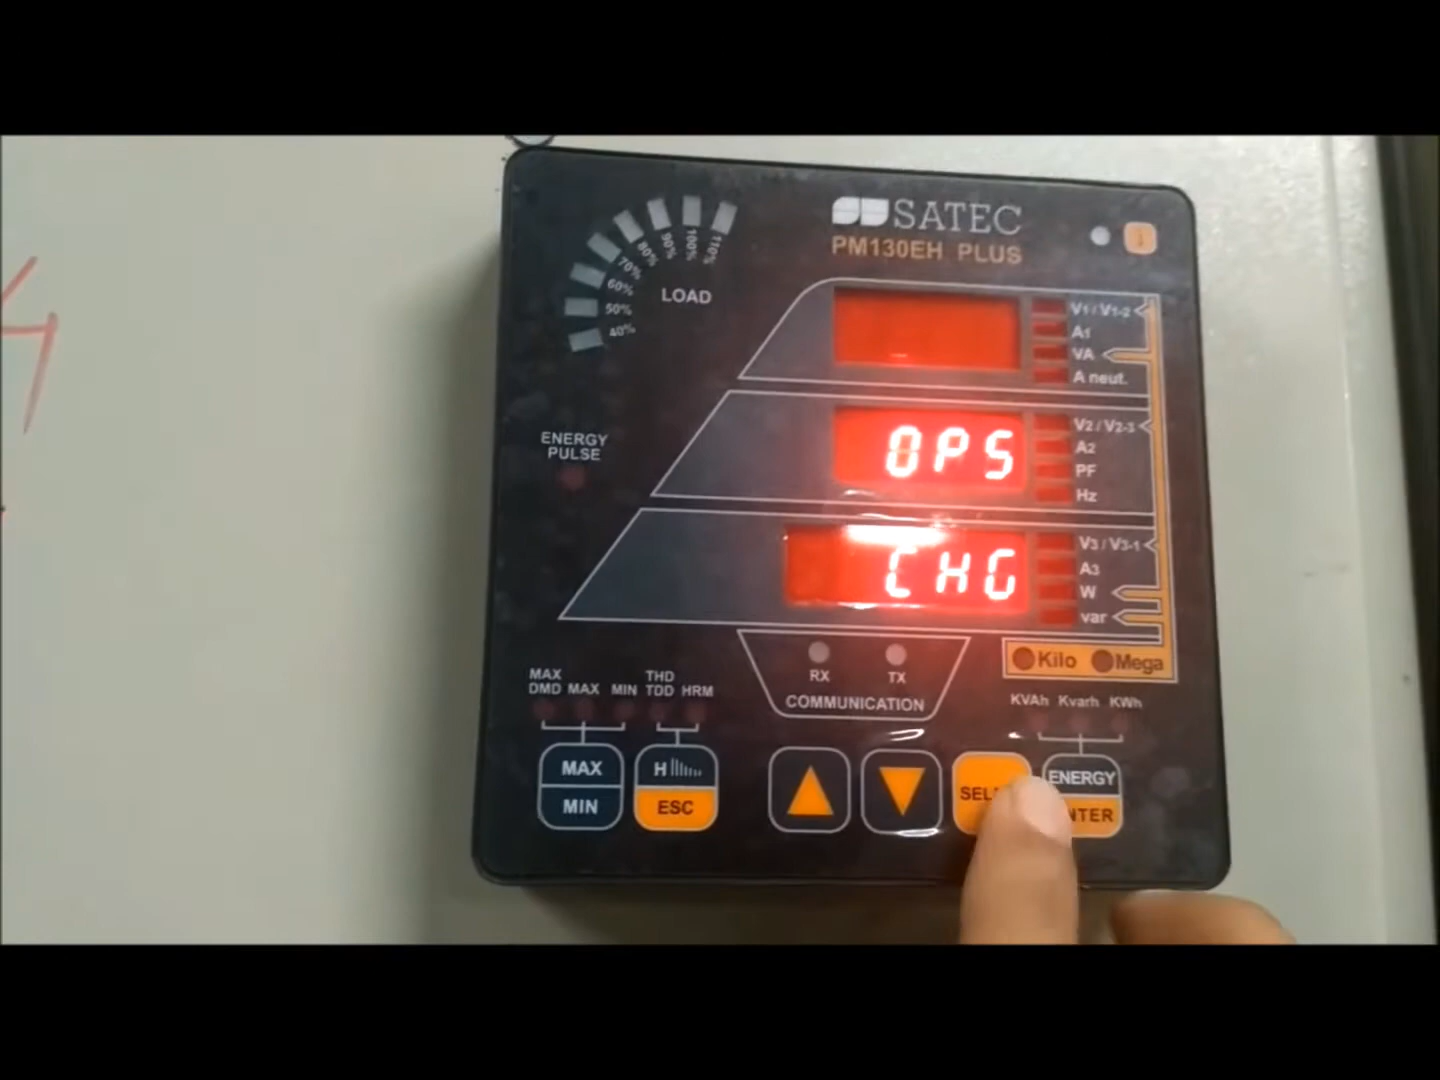 SATEC
PM130EH PLUS
110%
100%
90%
80%
70%
60%
50%
40%
LOAD
V1 / V1-2
A1
VA
A neut.
ENERGY
PULSE
OPS
V2 / V2-3
A2
PF
Hz
CHG
V3 / V3-1
A3
W
var
Kilo Mega
RX TX
COMMUNICATION
MAX
DMD MAX MIN
THD
TDD HRM
KVAh Kvarh KWh
MAX
MIN
H
ESC
ENERGY
4